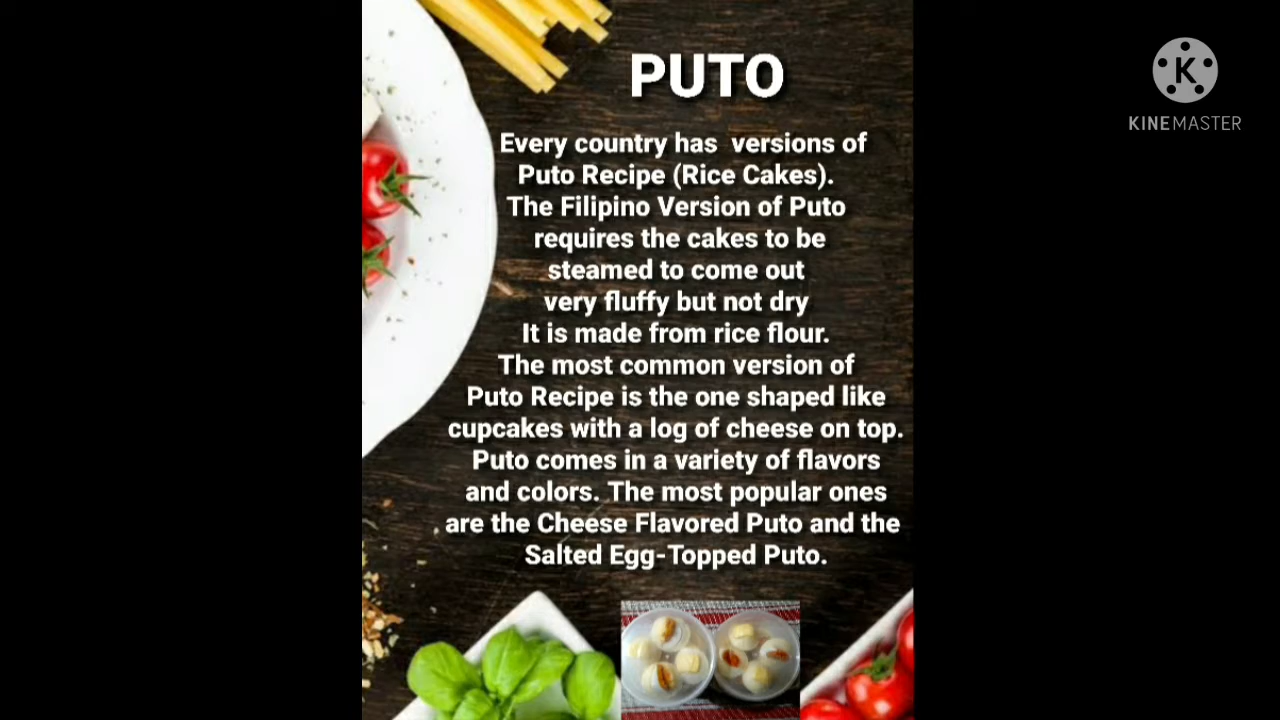 PUTO
Every country has versions of
Puto Recipe (Rice Cakes).
The Filipino Version of Puto
requires the cakes to be
steamed to come out
very fluffy but not dry
It is made from rice flour.
The most common version of
Puto Recipe is the one shaped like
cupcakes with a log of cheese on top.
Puto comes in a variety of flavors
and colors. The most popular ones
are the Cheese Flavored Puto and the
Salted Egg-Topped Puto.
K
KINEMASTER